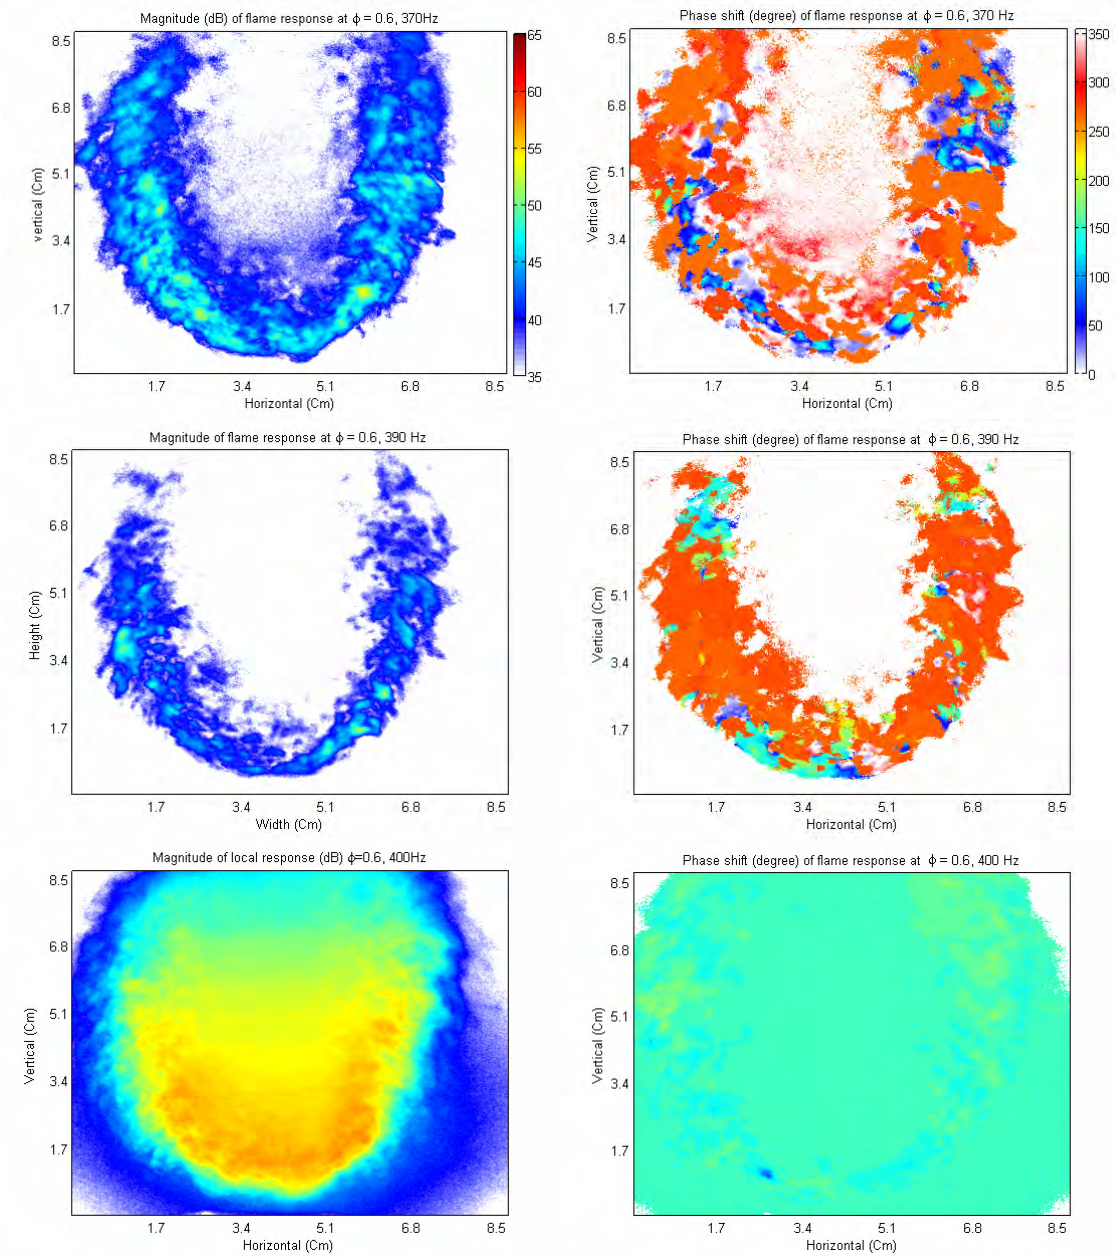 Magnitude (dB) of flame response at ϕ = 0.6, 370Hz
8.5
6.8
5.1
3.4
1.7
vertical (Cm)
1.7 3.4 5.1 6.8 8.5
Horizontal (Cm)
65
60
55
50
45
40
35
Phase shift (degree) of flame response at ϕ = 0.6, 370 Hz
8.5
6.8
5.1
3.4
1.7
Vertical (Cm)
1.7 3.4 5.1 6.8 8.5
Horizontal (Cm)
350
300
250
200
150
100
50
0
Magnitude of flame response at ϕ = 0.6, 390 Hz
8.5
6.8
5.1
3.4
1.7
Height (Cm)
1.7 3.4 5.1 6.8 8.5
Width (Cm)
Phase shift (degree) of flame response at ϕ = 0.6, 390 Hz
8.5
6.8
5.1
3.4
1.7
Vertical (Cm)
1.7 3.4 5.1 6.8 8.5
Horizontal (Cm)
Magnitude of local response (dB) ϕ=0.6, 400Hz
8.5
6.8
5.1
3.4
1.7
Vertical (Cm)
1.7 3.4 5.1 6.8 8.5
Horizontal (Cm)
Phase shift (degree) of flame response at ϕ = 0.6, 400 Hz
8.5
6.8
5.1
3.4
1.7
Vertical (Cm)
1.7 3.4 5.1 6.8 8.5
Horizontal (Cm)